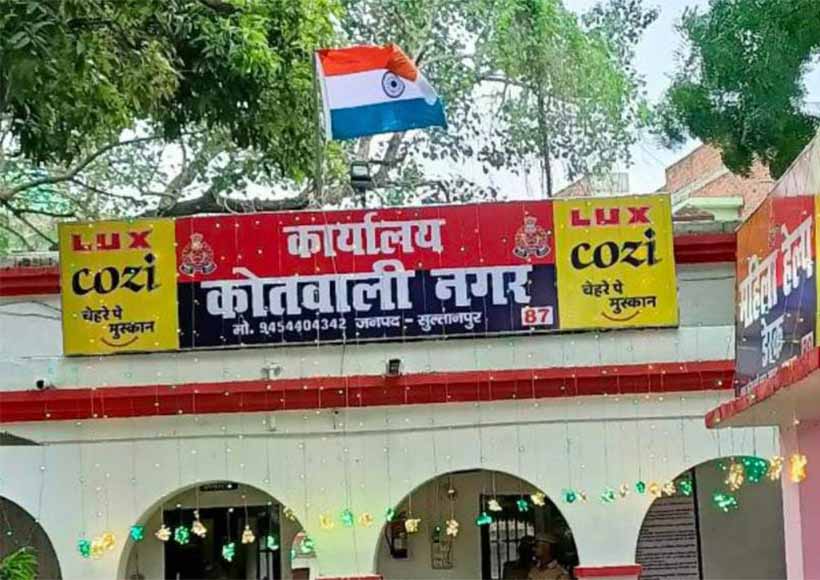 LUX
cozi
चेहरे पे
मुस्कान
कार्यालय
कोतवाली नगर
मो. 9454404342 जनपद - सुल्तानपुर 87
LUX
cozi
चेहरे पे
मुस्कान
महिला हेल्प
डेस्क